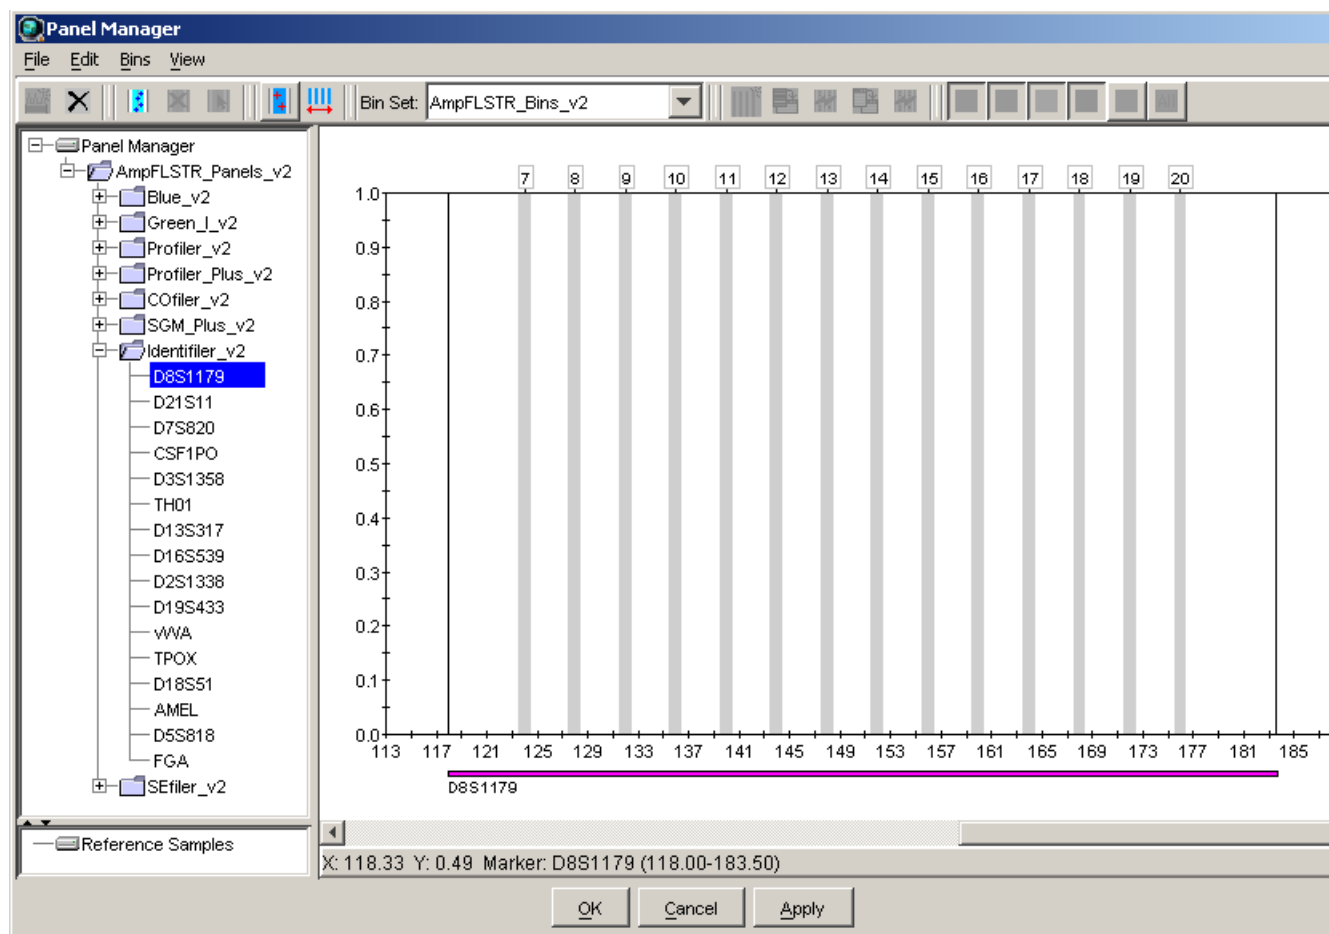 Panel Manager
File Edit Bins View
Bin Set: AmpFLSTR_Bins_v2
Panel Manager
AmpFLSTR_Panels_v2
Blue_v2
Green_I_v2
Profiler_v2
Profiler_Plus_v2
COfiler_v2
SGM_Plus_v2
Identifiler_v2
D8S1179
D21S11
D7S820
CSF1PO
D3S1358
TH01
D13S317
D16S539
D2S1338
D19S433
vWA
TPOX
D18S51
AMEL
D5S818
FGA
SEfiler_v2
Reference Samples
7 8 9 10 11 12 13 14 15 16 17 18 19 20
1.0
0.9
0.8
0.7
0.6
0.5
0.4
0.3
0.2
0.1
0.0
113 117 121 125 129 133 137 141 145 149 153 157 161 165 169 173 177 181 185
D8S1179
X: 118.33 Y: 0.49 Marker: D8S1179 (118.00-183.50)
OK Cancel Apply